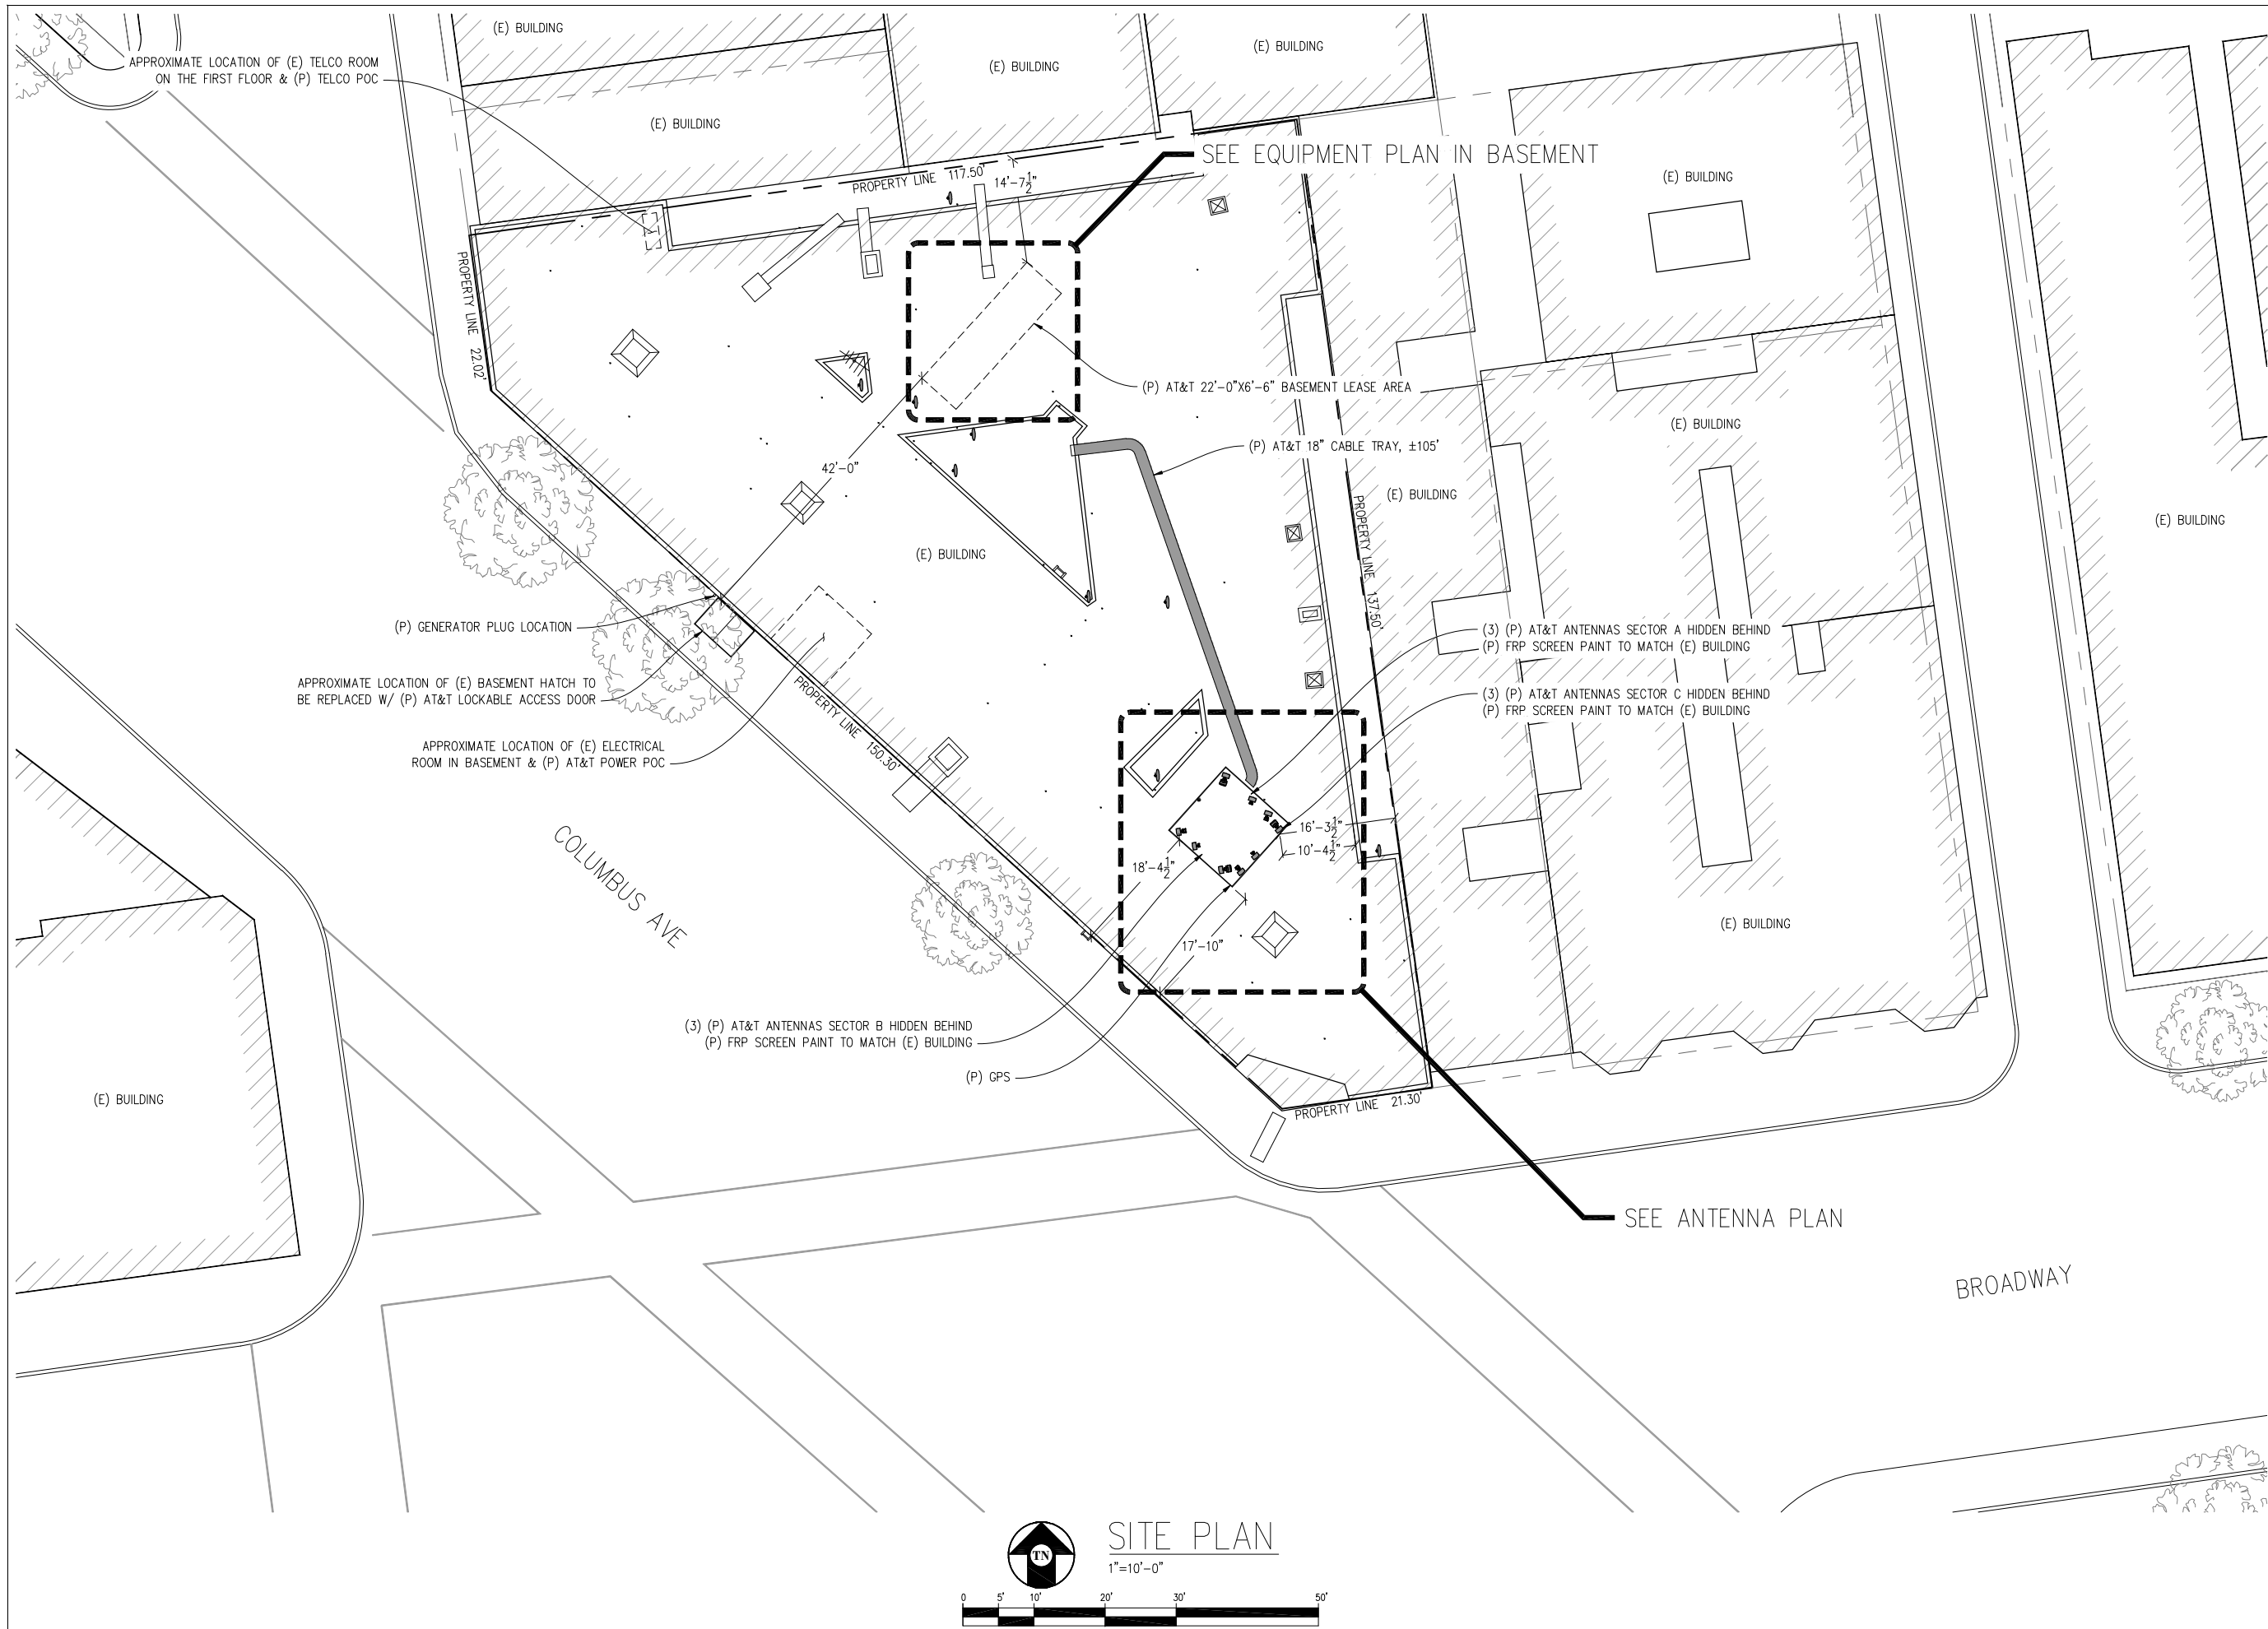 (E) BUILDING
(E) BUILDING
(E) BUILDING
APPROXIMATE LOCATION OF (E) TELCO ROOM
ON THE FIRST FLOOR & (P) TELCO POC
(E) BUILDING
SEE EQUIPMENT PLAN IN BASEMENT
PROPERTY LINE 117.50'
14'-7½"
(E) BUILDING
PROPERTY LINE 22.02'
(P) AT&T 22'-0"X6'-6" BASEMENT LEASE AREA
(E) BUILDING
(P) AT&T 18" CABLE TRAY, ±105'
42'-0"
(E) BUILDING
PROPERTY LINE 137.50'
(E) BUILDING
(E) BUILDING
(P) GENERATOR PLUG LOCATION
(3) (P) AT&T ANTENNAS SECTOR A HIDDEN BEHIND
(P) FRP SCREEN PAINT TO MATCH (E) BUILDING
APPROXIMATE LOCATION OF (E) BASEMENT HATCH TO
BE REPLACED W/ (P) AT&T LOCKABLE ACCESS DOOR
(3) (P) AT&T ANTENNAS SECTOR C HIDDEN BEHIND
(P) FRP SCREEN PAINT TO MATCH (E) BUILDING
PROPERTY LINE 150.30'
APPROXIMATE LOCATION OF (E) ELECTRICAL
ROOM IN BASEMENT & (P) AT&T POWER POC
16'-3½"
10'-4½"
18'-4½"
COLUMBUS AVE
17'-10"
(E) BUILDING
(3) (P) AT&T ANTENNAS SECTOR B HIDDEN BEHIND
(P) FRP SCREEN PAINT TO MATCH (E) BUILDING
(P) GPS
(E) BUILDING
PROPERTY LINE 21.30'
SEE ANTENNA PLAN
BROADWAY
TN
SITE PLAN
1"=10'-0"
0 5' 10' 20' 30' 50'